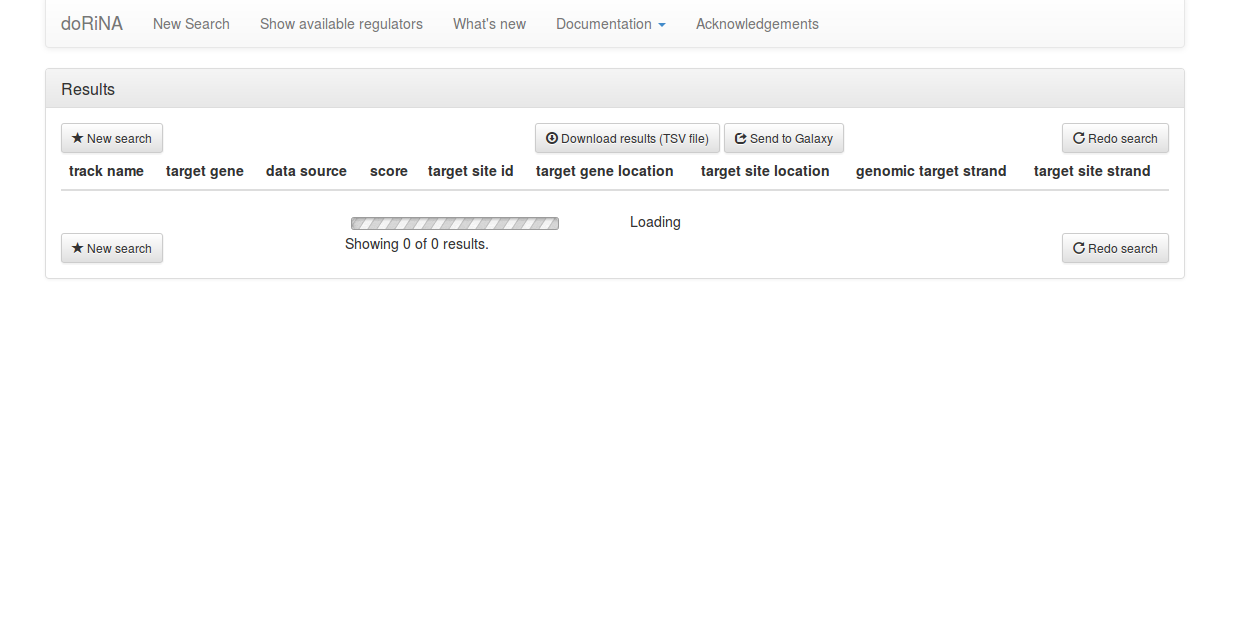 doRiNA New Search Show available regulators What's new Documentation Acknowledgements
Results
New search Download results (TSV file) Send to Galaxy Redo search
track name target gene data source score target site id target gene location target site location genomic target strand target site strand
Loading
Showing 0 of 0 results.
New search Redo search